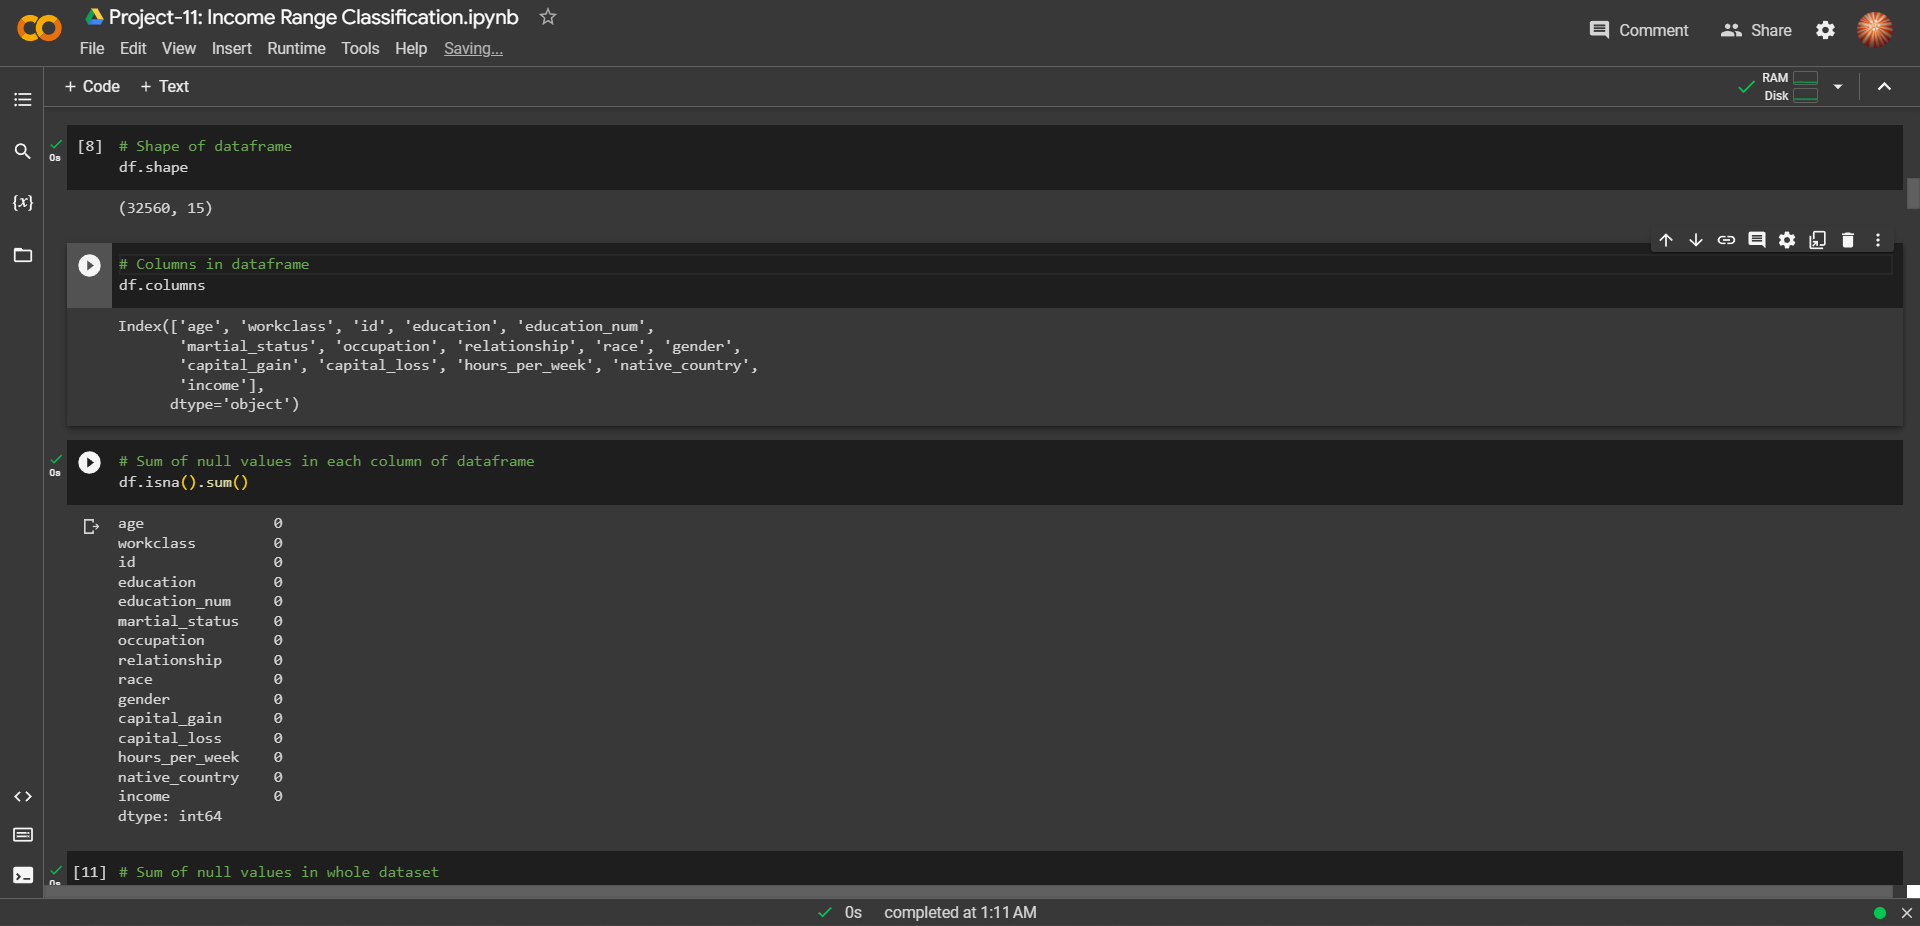 Project-11: Income Range Classification.ipynb
File Edit View Insert Runtime Tools Help Saving...
Comment Share
+ Code + Text
RAM
Disk
[8] # Shape of dataframe
0s
df.shape
(32560, 15)
{x}
# Columns in dataframe
df.columns
Index(['age', 'workclass', 'id', 'education', 'education_num',
'martial_status', 'occupation', 'relationship', 'race', 'gender',
'capital_gain', 'capital_loss', 'hours_per_week', 'native_country',
'income'],
dtype='object')
# Sum of null values in each column of dataframe
0s
df.isna().sum()
age 0
workclass 0
id 0
education 0
education_num 0
martial_status 0
occupation 0
relationship 0
race 0
gender 0
capital_gain 0
capital_loss 0
hours_per_week 0
native_country 0
income 0
dtype: int64
[11] # Sum of null values in whole dataset
0s
0s completed at 1:11 AM